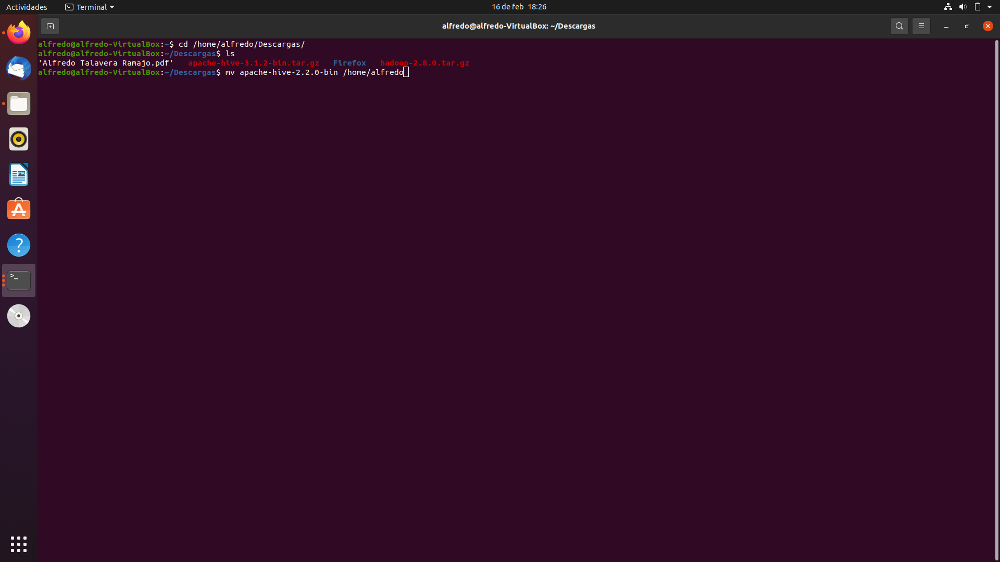 Actividades Terminal 16 de feb 18:26
alfredo@alfredo-VirtualBox: ~/Descargas
alfredo@alfredo-VirtualBox:~$ cd /home/alfredo/Descargas/
alfredo@alfredo-VirtualBox:~/Descargas$ ls
'Alfredo Talavera Ramajo.pdf' apache-hive-3.1.2-bin.tar.gz Firefox hadoop-2.8.0.tar.gz
alfredo@alfredo-VirtualBox:~/Descargas$ mv apache-hive-2.2.0-bin /home/alfredo